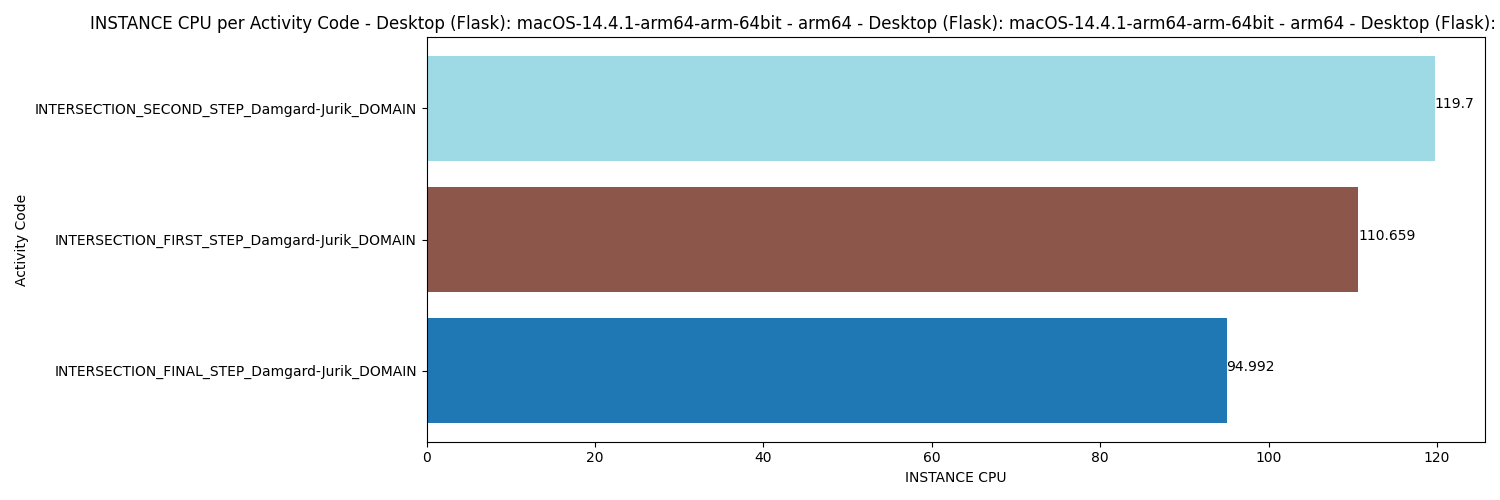 INSTANCE CPU per Activity Code - Desktop (Flask): macOS-14.4.1-arm64-arm-64bit - arm64 - Desktop (Flask): macOS-14.4.1-arm64-arm-64bit - arm64 - Desktop (Flask):
INTERSECTION_SECOND_STEP_Damgard-Jurik_DOMAIN
119.7
INTERSECTION_FIRST_STEP_Damgard-Jurik_DOMAIN
110.659
INTERSECTION_FINAL_STEP_Damgard-Jurik_DOMAIN
94.992
Activity Code
0 20 40 60 80 100 120
INSTANCE CPU